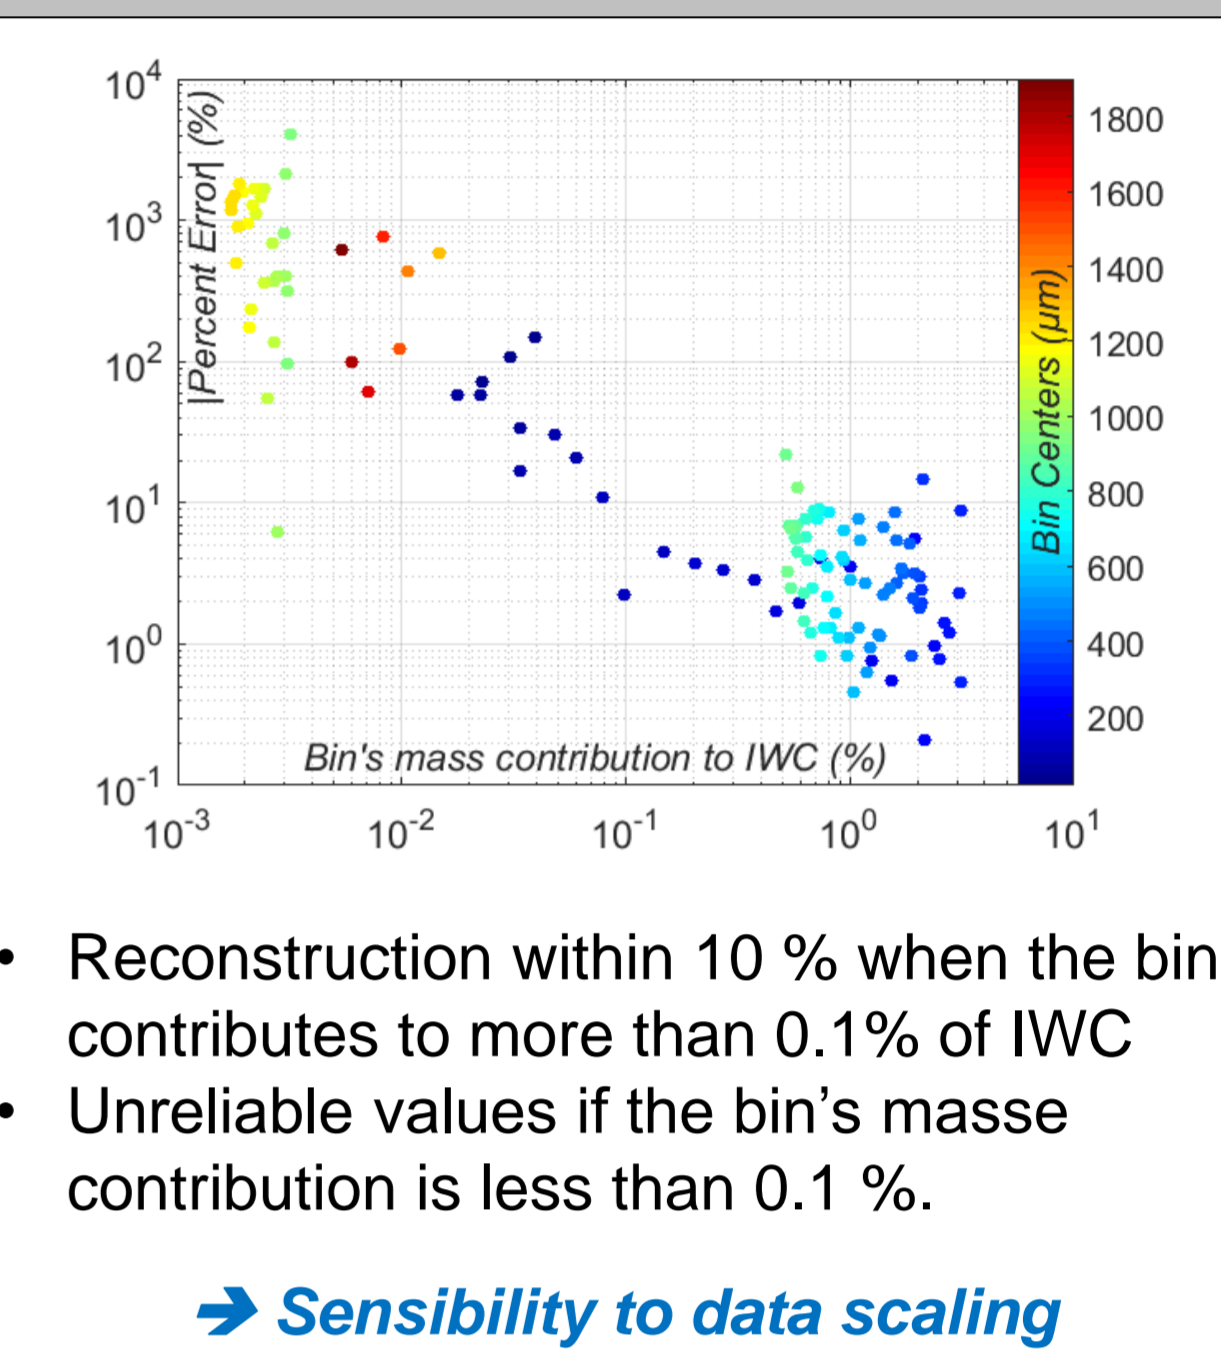 10^4
10^3
10^2
10^1
10^0
10^-1
|Percent Error| (%)
Bin's mass contribution to IWC (%)
10^-3 10^-2 10^-1 10^0 10^1
Bin Centers (μm)
1800
1600
1400
1200
1000
800
600
400
200
• Reconstruction within 10 % when the bin
contributes to more than 0.1% of IWC
• Unreliable values if the bin’s masse
contribution is less than 0.1 %.
➔ Sensibility to data scaling